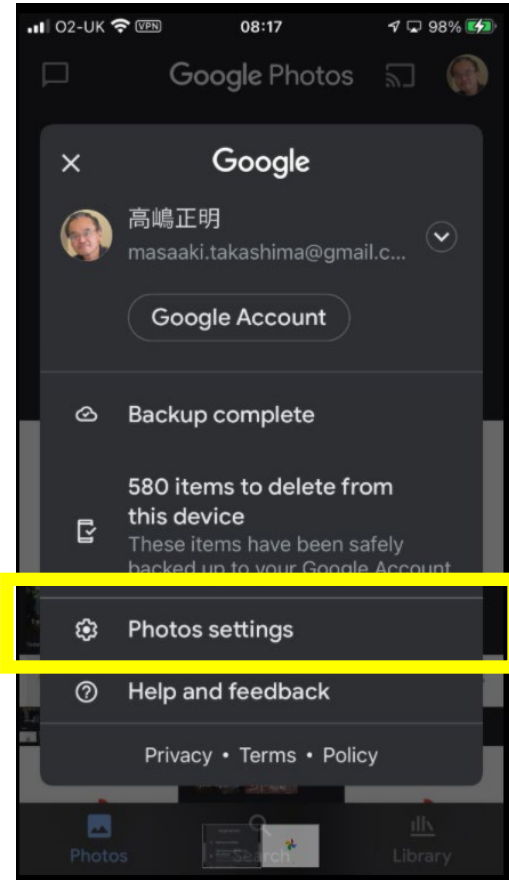 O2-UK VPN 08:17 98%
Google Photos
Google
高嶋正明
masaaki.takashima@gmail.c...
Google Account
Backup complete
580 items to delete from
this device
These items have been safely
backed up to your Google Account
Photos settings
Help and feedback
Privacy • Terms • Policy
Photos Search Library